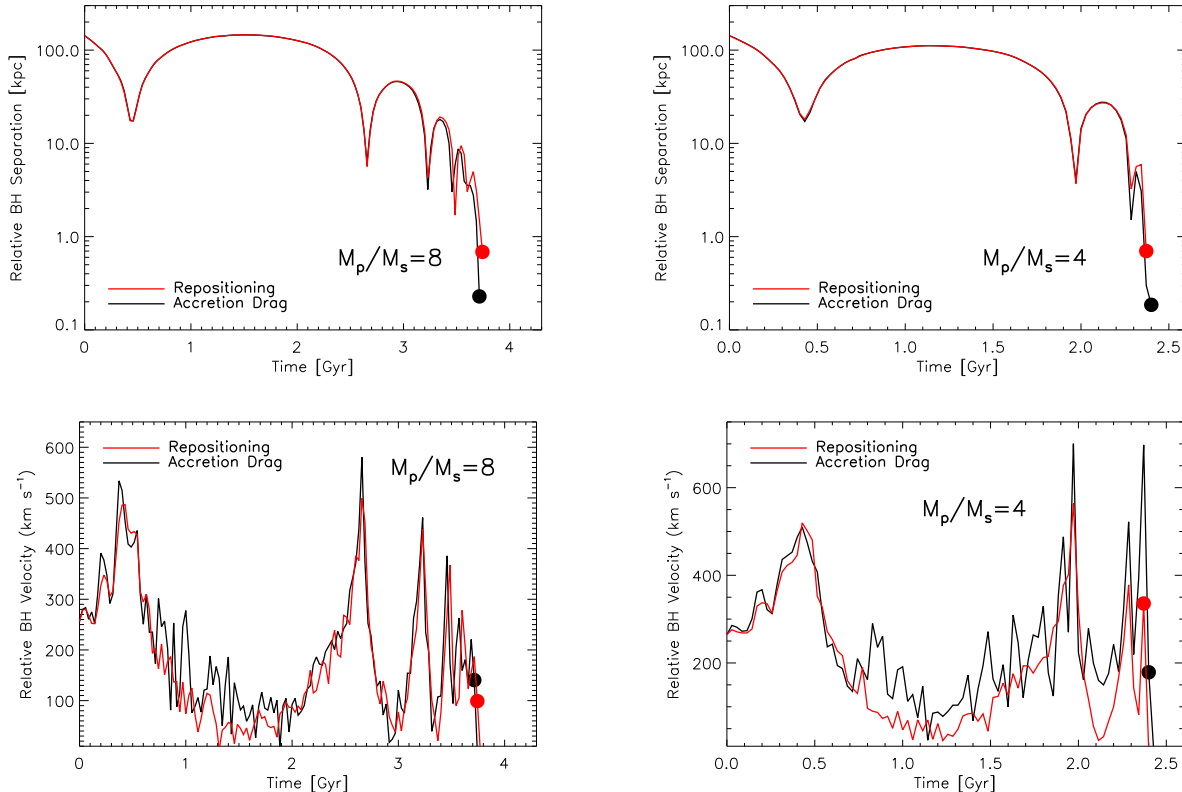 Relative BH Separation [kpc]
100.0
10.0
1.0
0.1
M_p/M_s=8
Repositioning
Accretion Drag
0 1 2 3 4
Time [Gyr]
Relative BH Separation [kpc]
100.0
10.0
1.0
0.1
M_p/M_s=4
Repositioning
Accretion Drag
0.0 0.5 1.0 1.5 2.0 2.5
Time [Gyr]
Relative BH Velocity (km s⁻¹)
600
500
400
300
200
100
Repositioning
Accretion Drag
M_p/M_s=8
0 1 2 3 4
Time [Gyr]
Relative BH Velocity (km s⁻¹)
600
400
200
Repositioning
Accretion Drag
M_p/M_s=4
0.0 0.5 1.0 1.5 2.0 2.5
Time [Gyr]